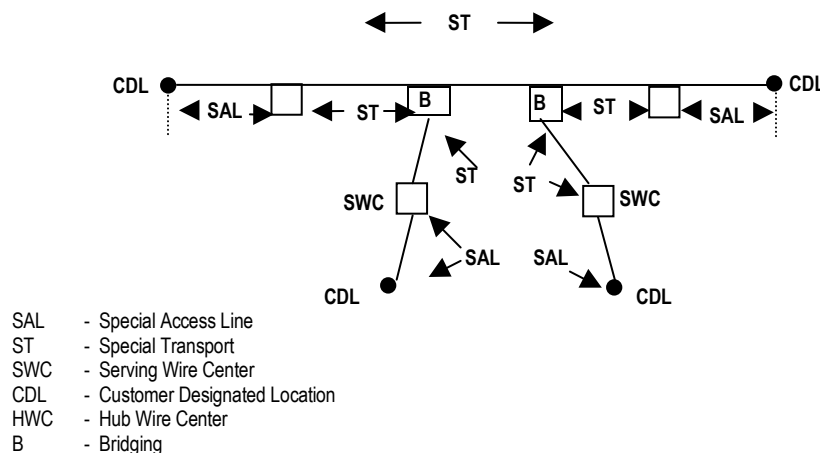 ST
CDL
CDL
B
B
SAL
ST
ST
SAL
ST
ST
SWC
SWC
SAL
SAL
CDL
CDL
SAL - Special Access Line
ST - Special Transport
SWC - Serving Wire Center
CDL - Customer Designated Location
HWC - Hub Wire Center
B - Bridging